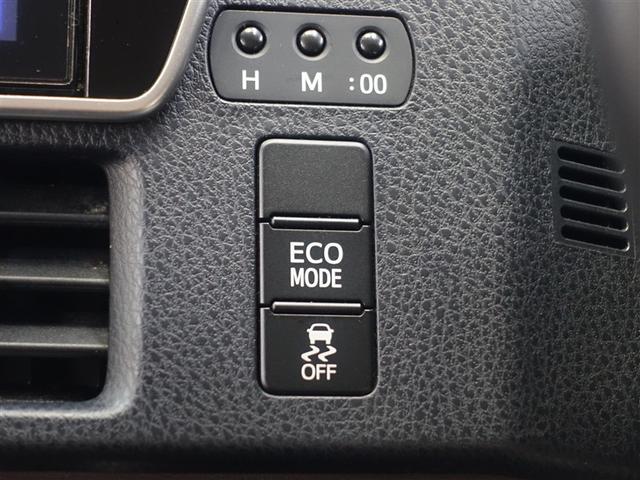 H M :00
ECO
MODE
OFF